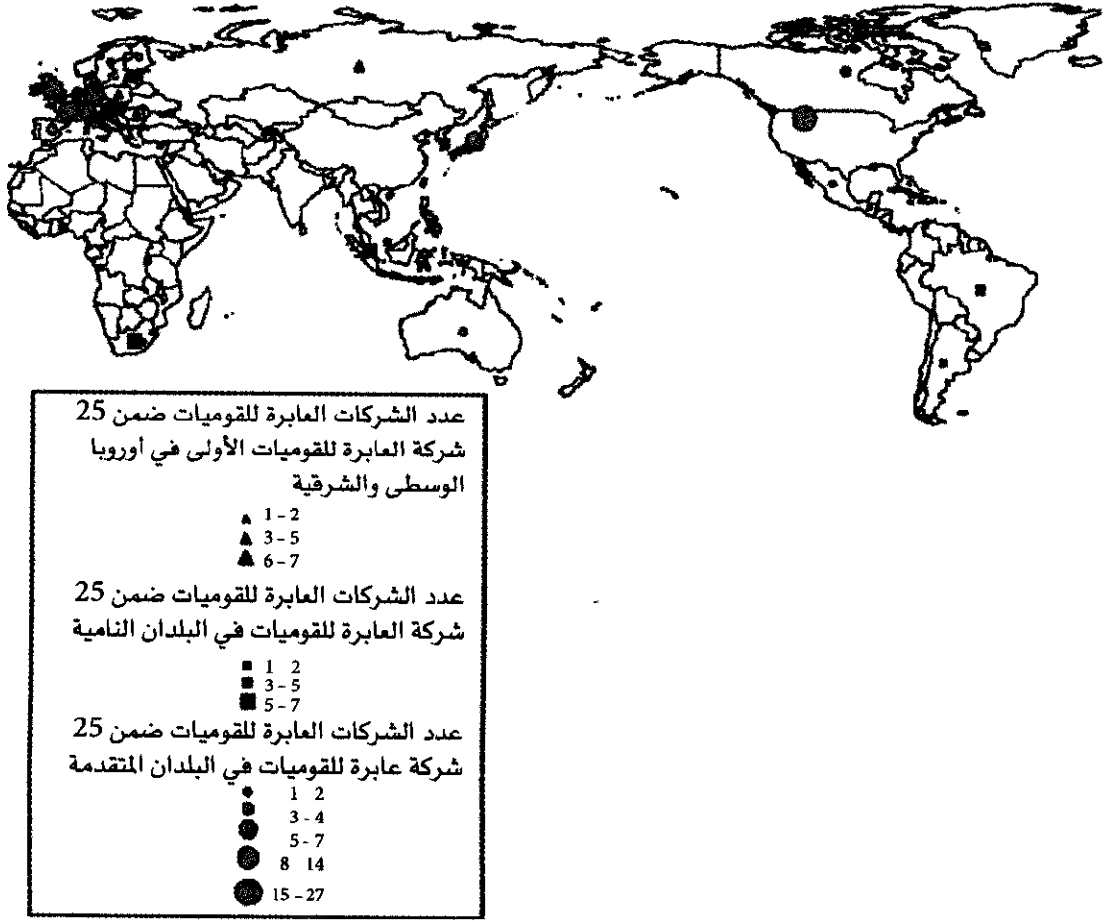 عدد الشركات العابرة للقوميات ضمن 25
شركة العابرة للقوميات الأولى في أوروبا
الوسطى والشرقية
1 - 2
3 - 5
6 - 7
عدد الشركات العابرة للقوميات ضمن 25
شركة العابرة للقوميات في البلدان النامية
1 2
3 - 5
5 - 7
عدد الشركات العابرة للقوميات ضمن 25
شركة عابرة للقوميات في البلدان المتقدمة
1 2
3 - 4
5 - 7
8 14
15 - 27